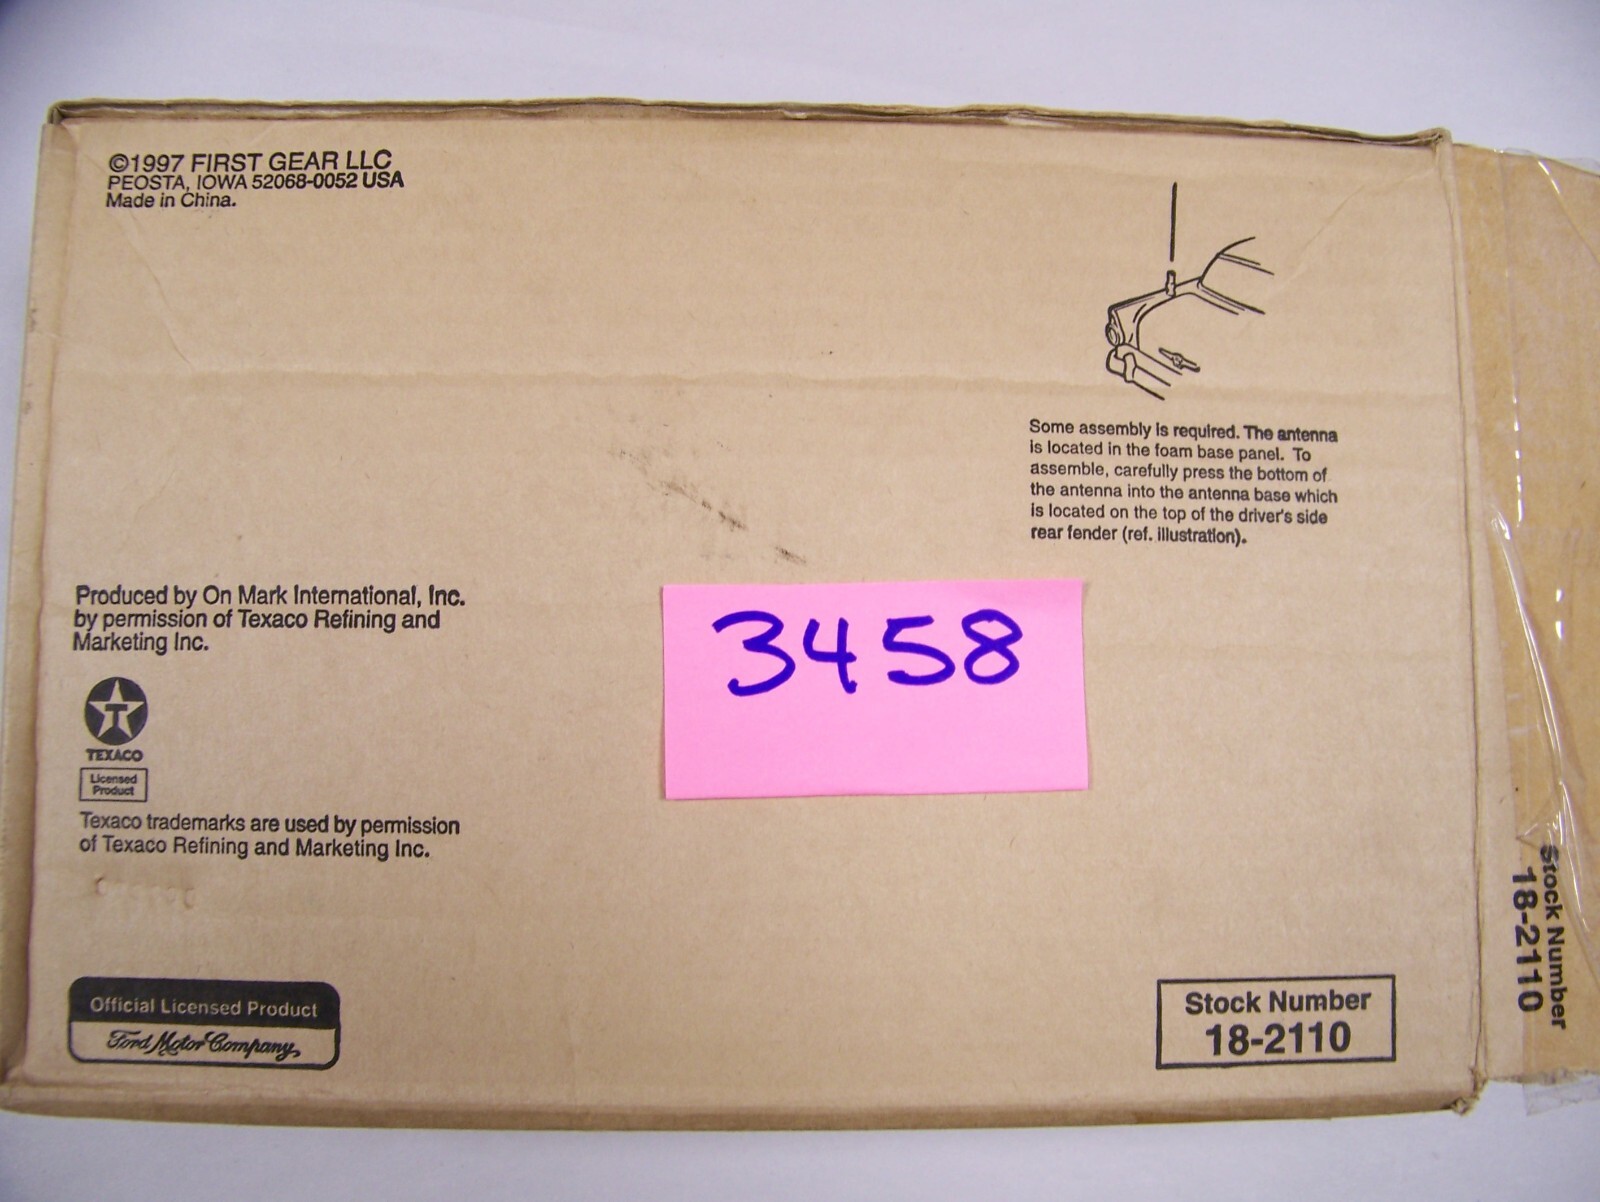 ©1997 FIRST GEAR LLC
PEOSTA, IOWA 52068-0052 USA
Made in China.
Some assembly is required. The antenna
is located in the foam base panel. To
assemble, carefully press the bottom of
the antenna into the antenna base which
is located on the top of the driver's side
rear fender (ref. illustration).
Produced by On Mark International, Inc.
by permission of Texaco Refining and
Marketing Inc.
3458
T
TEXACO
Licensed
Product
Texaco trademarks are used by permission
of Texaco Refining and Marketing Inc.
Official Licensed Product
Ford Motor Company,
Stock Number
18-2110
Stock Number
18-2110